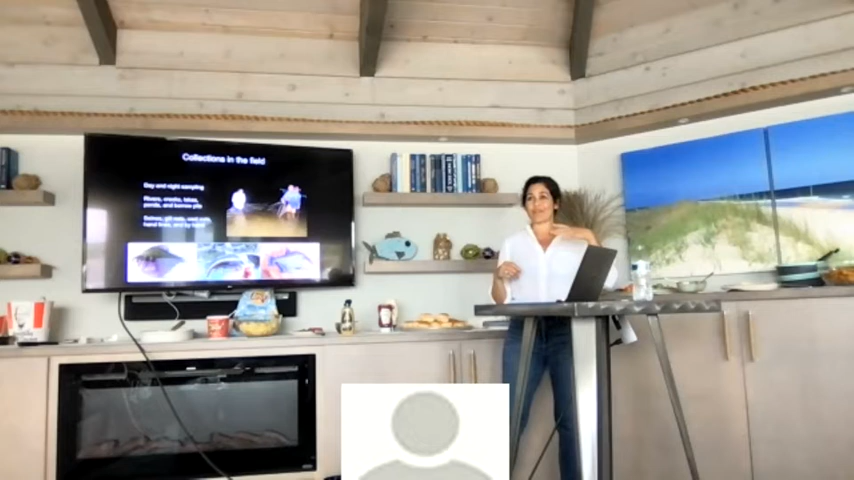 Collections in the field
Day and night sampling
Rivers, creeks, lakes,
ponds, and borrow pits
Seines, gill nets, cast nets,
hand lines, and by hand